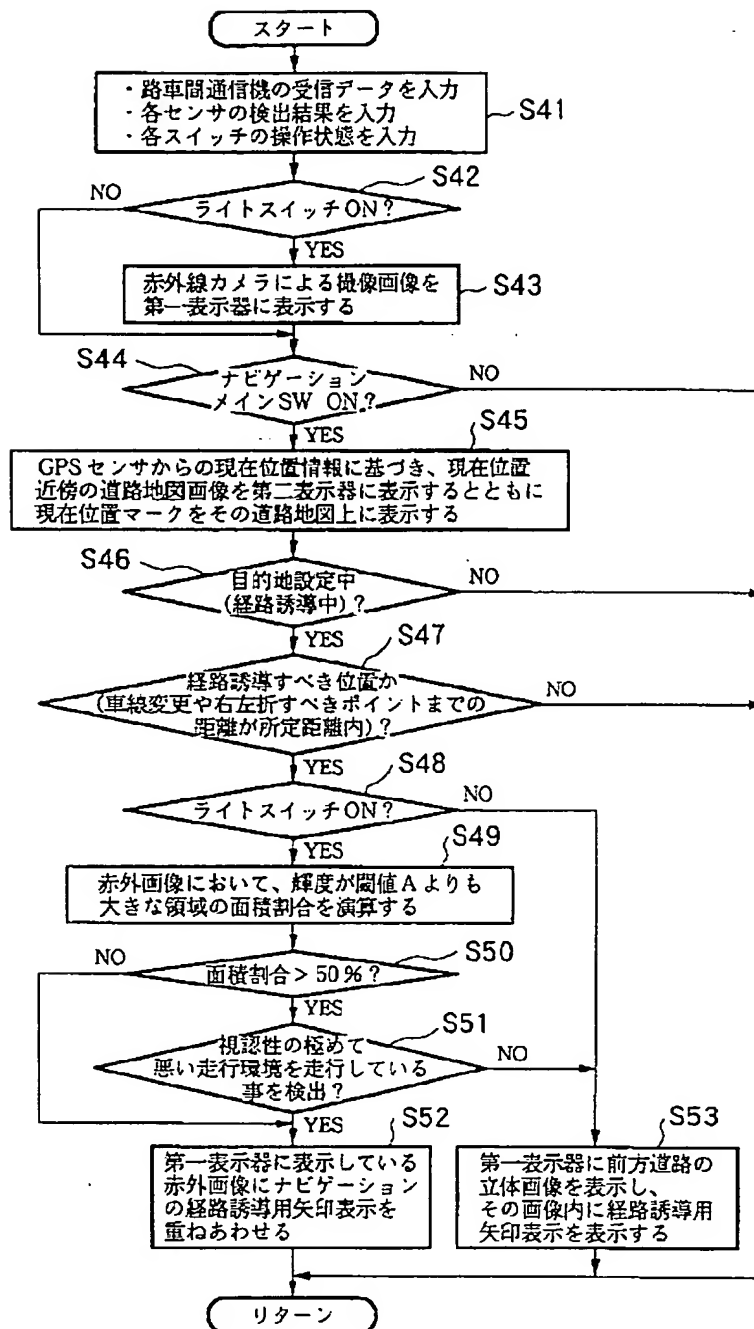 スタート
・路車間通信機の受信データを入力
・各センサの検出結果を入力
・各スイッチの操作状態を入力
S41
S42
ライトスイッチON？
NO
YES
赤外線カメラによる撮像画像を
第一表示器に表示する
S43
S44
ナビゲーション
メインSW ON？
NO
YES
S45
GPSセンサからの現在位置情報に基づき、現在位置
近傍の道路地図画像を第二表示器に表示するとともに
現在位置マークをその道路地図上に表示する
S46
目的地設定中
(経路誘導中)？
NO
YES
S47
経路誘導すべき位置か
(車線変更や右左折すべきポイントまでの
距離が所定距離内)？
NO
YES
S48
ライトスイッチON？
NO
YES
S49
赤外画像において、輝度が閾値Aよりも
大きな領域の面積割合を演算する
S50
NO
面積割合＞50％？
YES
S51
視認性の極めて
悪い走行環境を走行している
事を検出？
NO
YES
S52
第一表示器に表示している
赤外画像にナビゲーション
の経路誘導用矢印表示を
重ねあわせる
S53
第一表示器に前方道路の
立体画像を表示し、
その画像内に経路誘導用
矢印表示を表示する
リターン